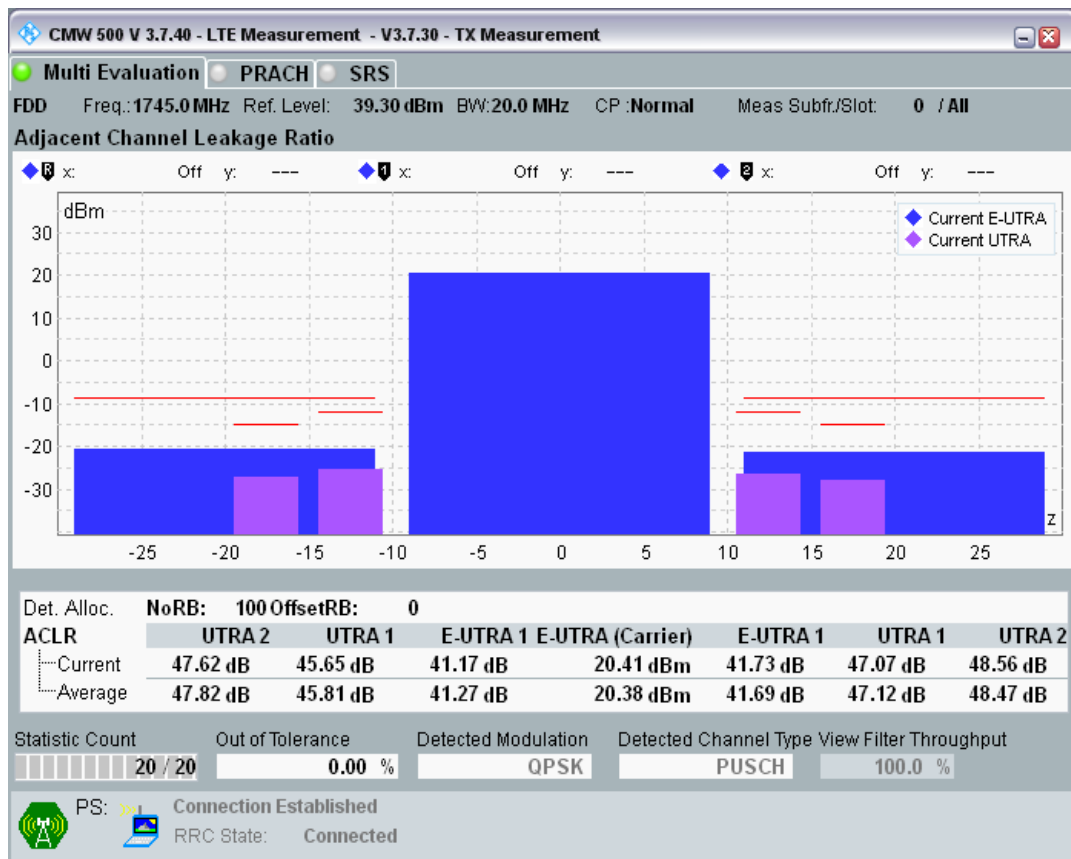 CMW 500 V 3.7.40 - LTE Measurement - V3.7.30 - TX Measurement
Multi Evaluation PRACH SRS
FDD Freq.:1745.0 MHz Ref. Level: 39.30 dBm BW:20.0 MHz CP :Normal Meas Subfr./Slot: 0 / All
Adjacent Channel Leakage Ratio
R x: Off y: --- 1 x: Off y: --- 2 x: Off y: ---
dBm
Current E-UTRA
Current UTRA
30
20
10
0
-10
-20
-30
z
-25 -20 -15 -10 -5 0 5 10 15 20 25
Det. Alloc. NoRB: 100 OffsetRB: 0
ACLR UTRA 2 UTRA 1 E-UTRA 1 E-UTRA (Carrier) E-UTRA 1 UTRA 1 UTRA 2
Current 47.62 dB 45.65 dB 41.17 dB 20.41 dBm 41.73 dB 47.07 dB 48.56 dB
Average 47.82 dB 45.81 dB 41.27 dB 20.38 dBm 41.69 dB 47.12 dB 48.47 dB
Statistic Count Out of Tolerance Detected Modulation Detected Channel Type View Filter Throughput
20 / 20 0.00 % QPSK PUSCH 100.0 %
PS: Connection Established
RRC State: Connected